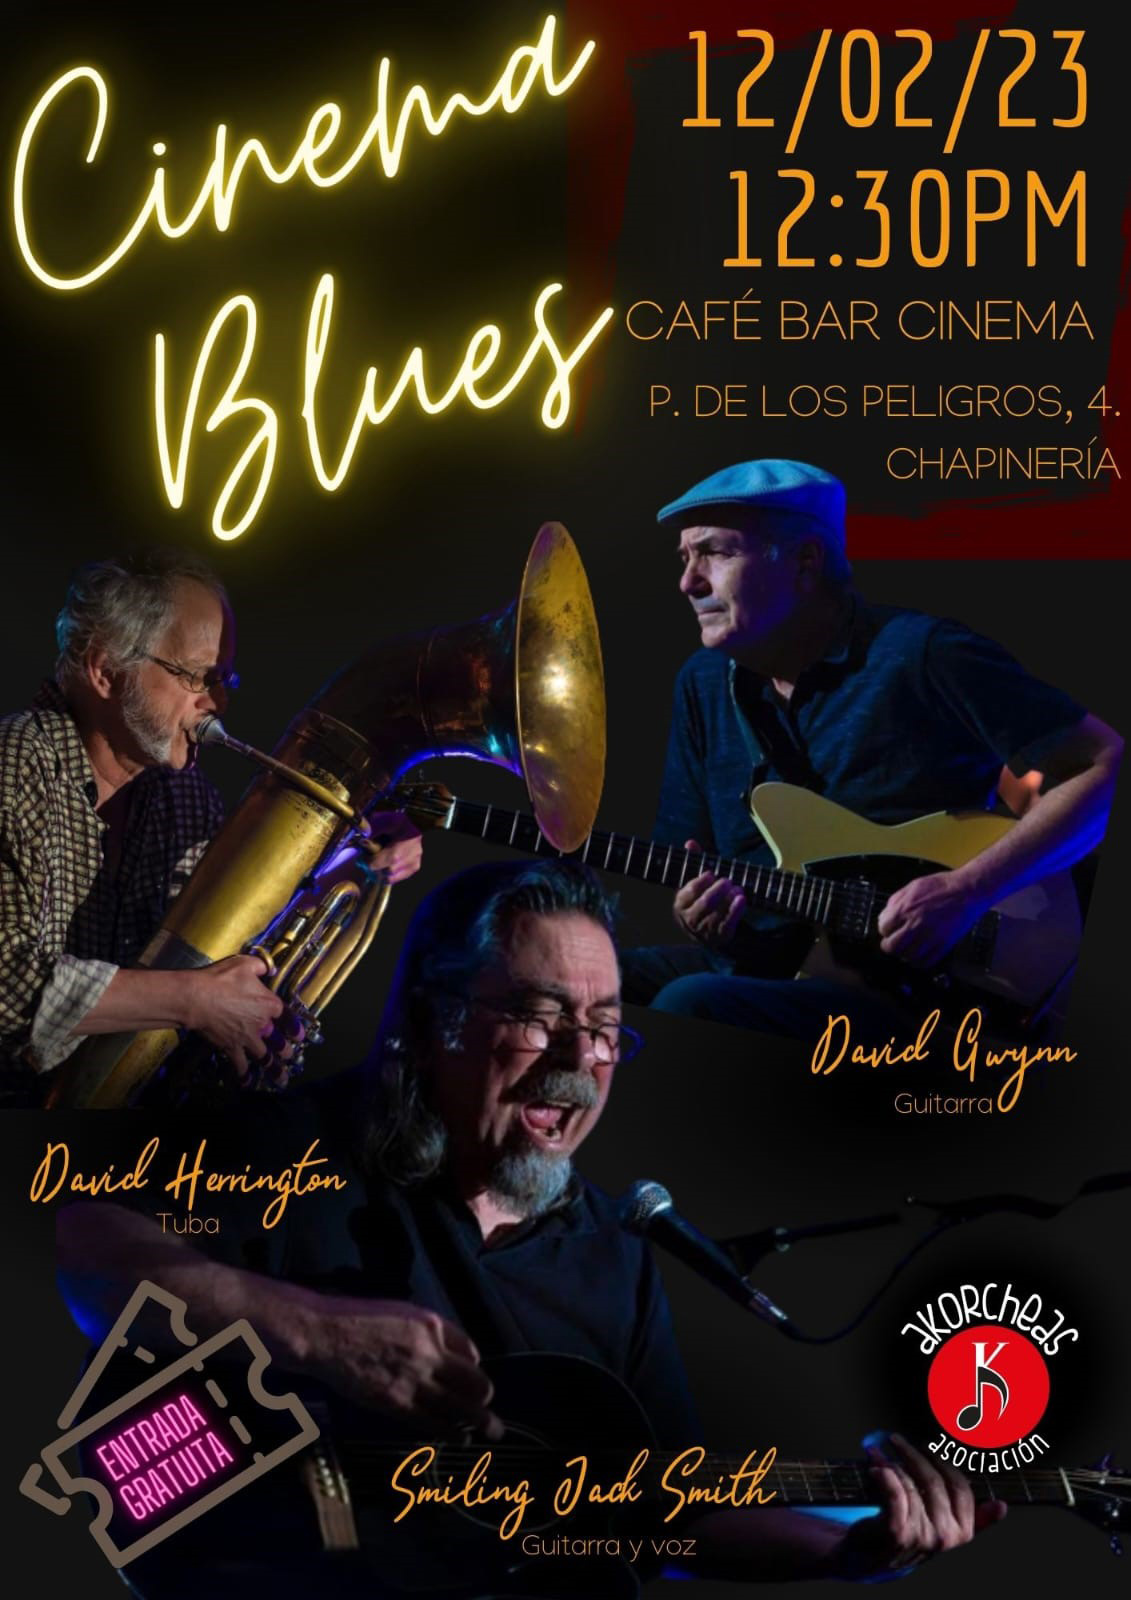 Cinema
Blues
12/02/23
12:30PM
CAFÉ BAR CINEMA
P. DE LOS PELIGROS, 4.
CHAPINERÍA
David Gwynn
Guitarra
David Herrington
Tuba
aKORCheas
K
asociación
ENTRADA
GRATUITA
Smiling Jack Smith
Guitarra y voz